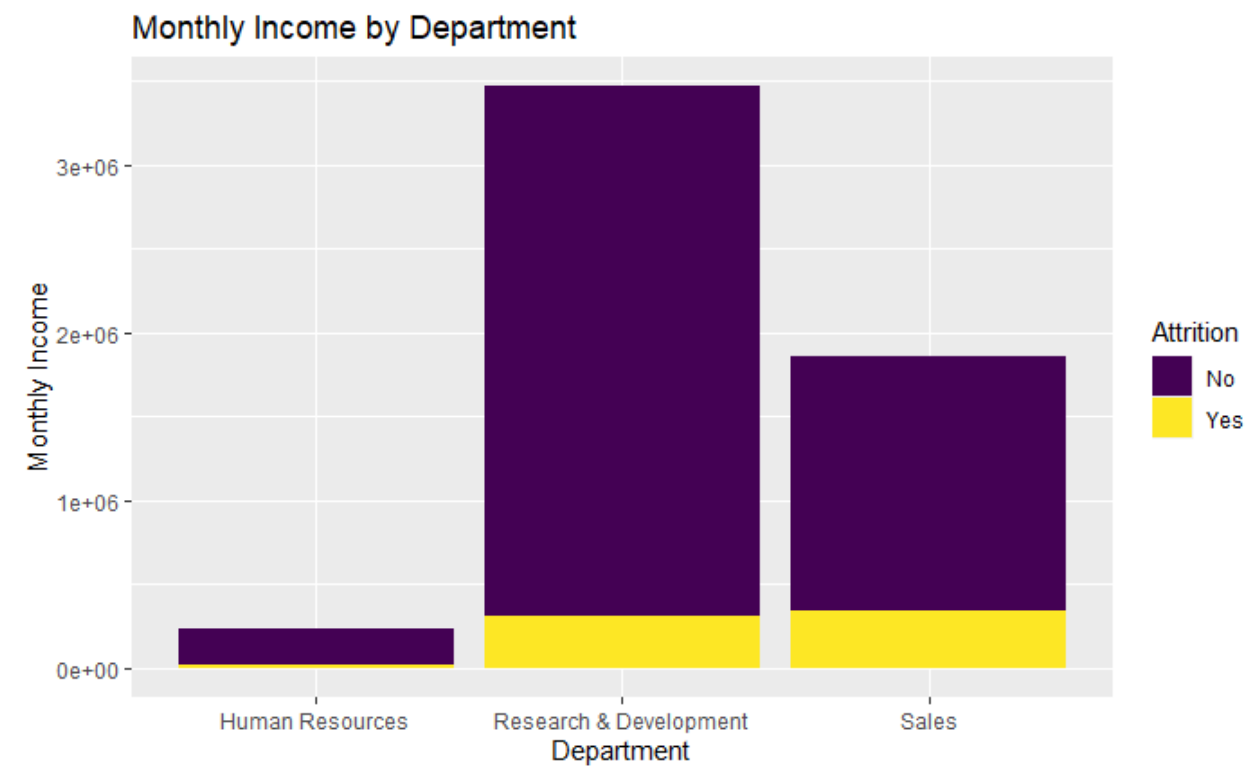 Monthly Income by Department
Monthly Income
3e+06
2e+06
1e+06
0e+00
Human Resources
Research & Development
Sales
Department
Attrition
No
Yes